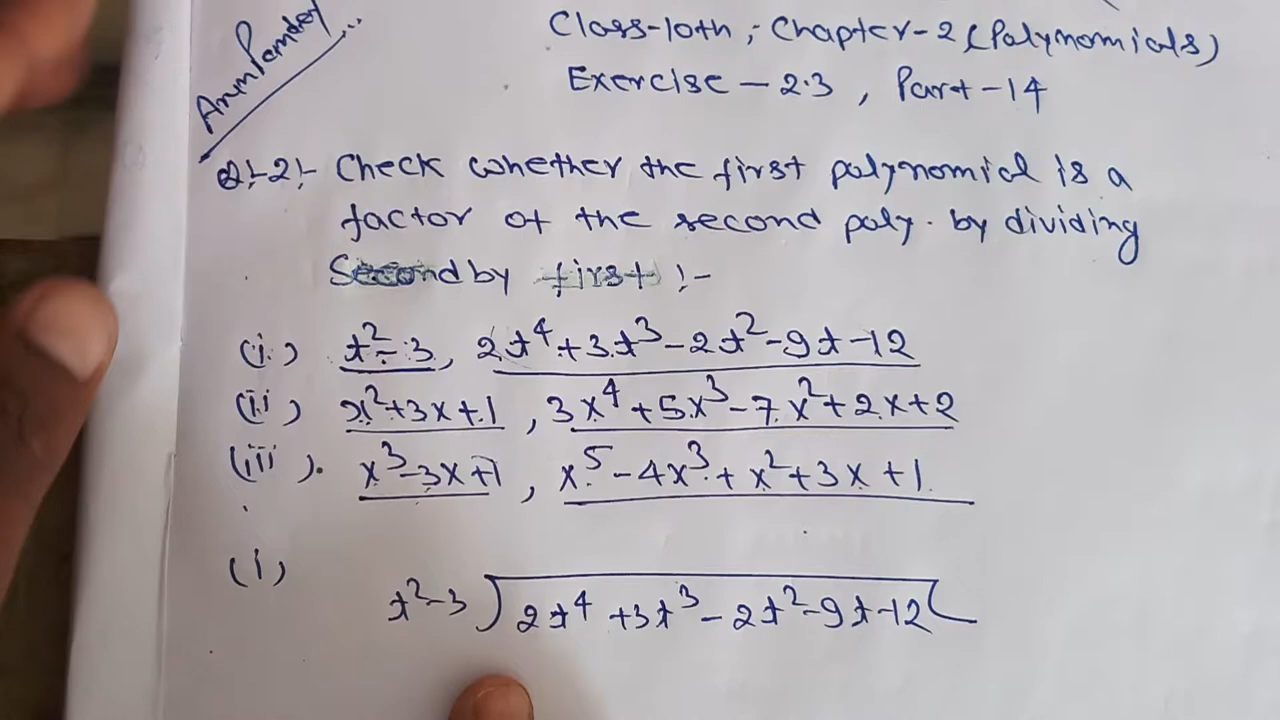 Arun Pandey...
Class-10th ; Chapter-2 (Polynomials)
Exercise - 2.3 , Part-14
Q:-2:- Check whether the first polynomial is a
factor of the second poly. by dividing
Second by first :-
(i.) t²-3, 2t⁴+3t³-2t²-9t-12
(ii) x²+3x+1 , 3x⁴+5x³-7x²+2x+2
(iii). x³-3x+1 , x⁵-4x³+x²+3x+1
(i) t²-3 ) 2t⁴+3t³-2t²-9t-12 (